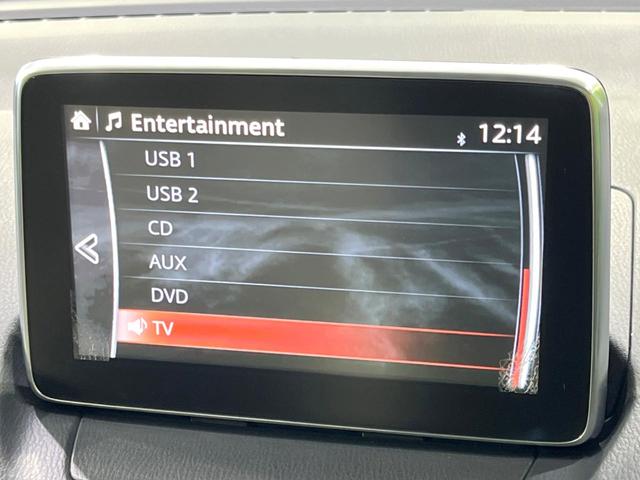 Entertainment 12:14
USB 1
USB 2
CD
AUX
DVD
TV